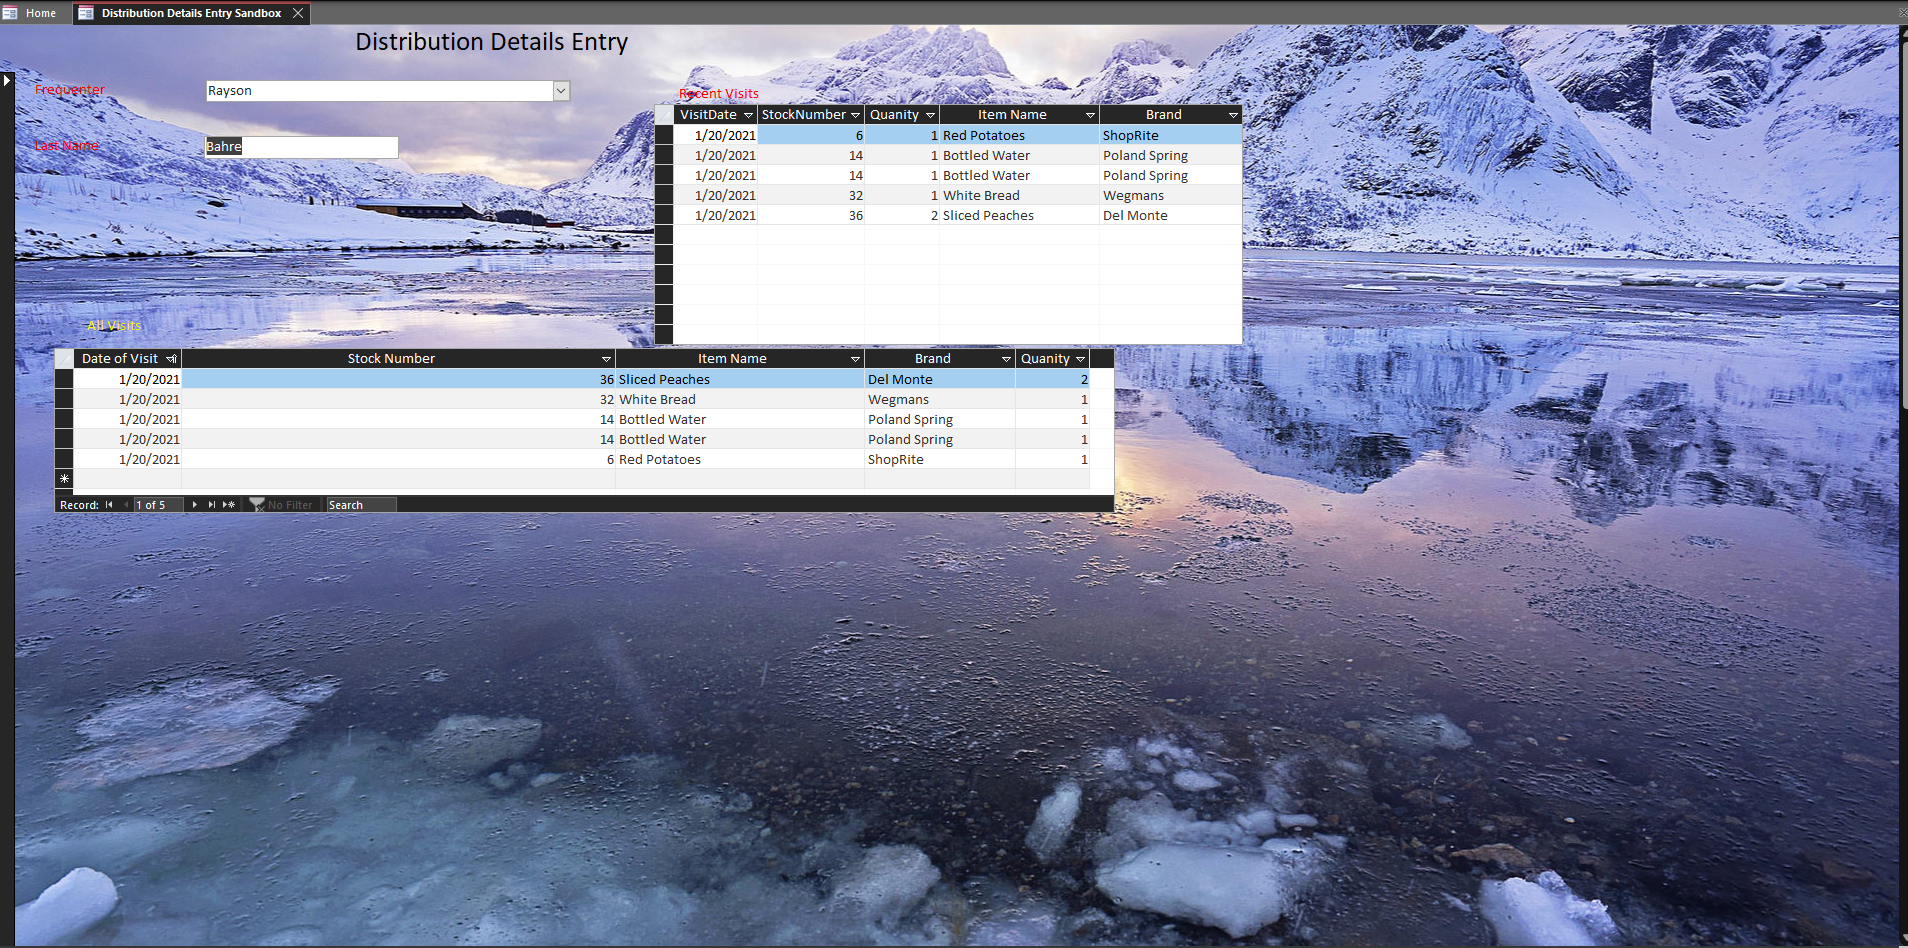 Home
Distribution Details Entry Sandbox
Distribution Details Entry
Frequenter
Rayson
Last Name
Bahre
Recent Visits
VisitDate StockNumber Quanity Item Name Brand
1/20/2021 6 1 Red Potatoes ShopRite
1/20/2021 14 1 Bottled Water Poland Spring
1/20/2021 14 1 Bottled Water Poland Spring
1/20/2021 32 1 White Bread Wegmans
1/20/2021 36 2 Sliced Peaches Del Monte
All Visits
Date of Visit Stock Number Item Name Brand Quanity
1/20/2021 36 Sliced Peaches Del Monte 2
1/20/2021 32 White Bread Wegmans 1
1/20/2021 14 Bottled Water Poland Spring 1
1/20/2021 14 Bottled Water Poland Spring 1
1/20/2021 6 Red Potatoes ShopRite 1
Record: 1 of 5 No Filter Search